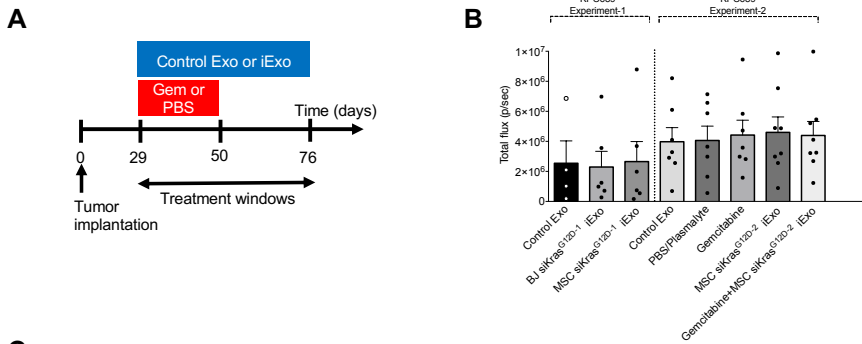 A
Control Exo or iExo
Gem or
PBS
Time (days)
0
29
50
76
Tumor
implantation
Treatment windows
B
Experiment-1
Experiment-2
Total flux (p/sec)
1×10⁷
8×10⁶
6×10⁶
4×10⁶
2×10⁶
0
Control Exo
BJ siKras^G12D-1 iExo
MSC siKras^G12D-1 iExo
Control Exo
PBS/Plasmalyte
Gemcitabine
MSC siKras^G12D-2 iExo
Gemcitabine+MSC siKras^G12D-2 iExo